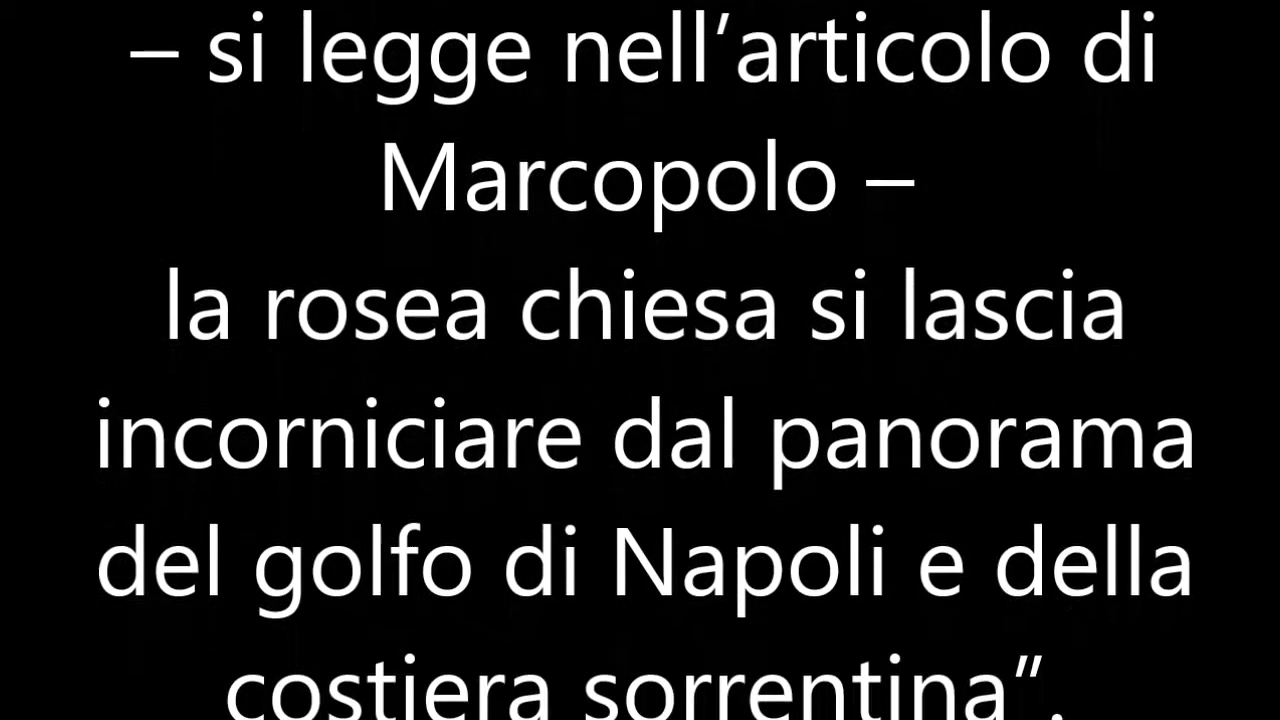 – si legge nell’articolo di
Marcopolo –
la rosea chiesa si lascia
incorniciare dal panorama
del golfo di Napoli e della
costiera sorrentina”.